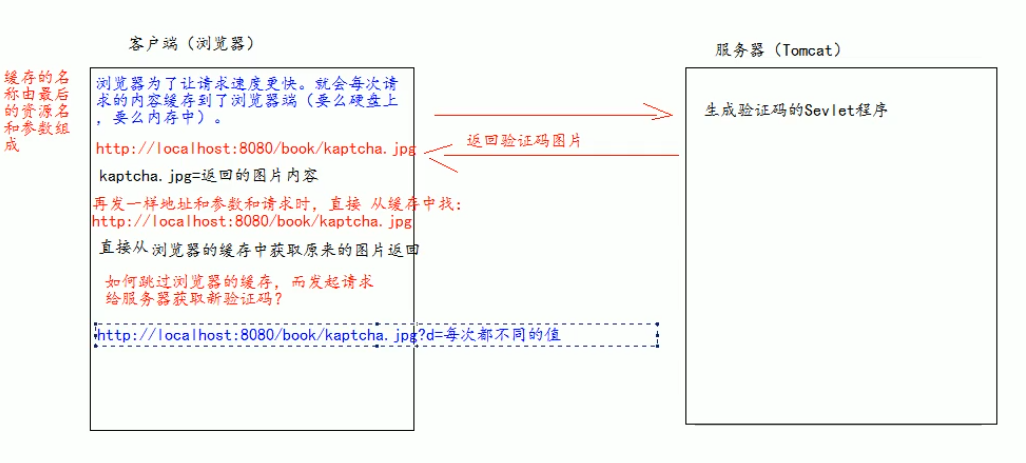 客户端（浏览器）
服务器（Tomcat）
缓存的名
称由最后
的资源名
和参数组
成
浏览器为了让请求速度更快。就会每次请
求的内容缓存到了浏览器端（要么硬盘上
，要么内存中）。
http://localhost:8080/book/kaptcha.jpg
kaptcha.jpg=返回的图片内容
再发一样地址和参数和请求时，直接 从缓存中找：
http://localhost:8080/book/kaptcha.jpg
直接从 浏览器的缓存中获取原来的图片返回
如何跳过浏览器的缓存，而发起请求
给服务器获取新验证码？
http://localhost:8080/book/kaptcha.jpg?d=每次都不同的值
返回验证码图片
生成验证码的Sevlet程序